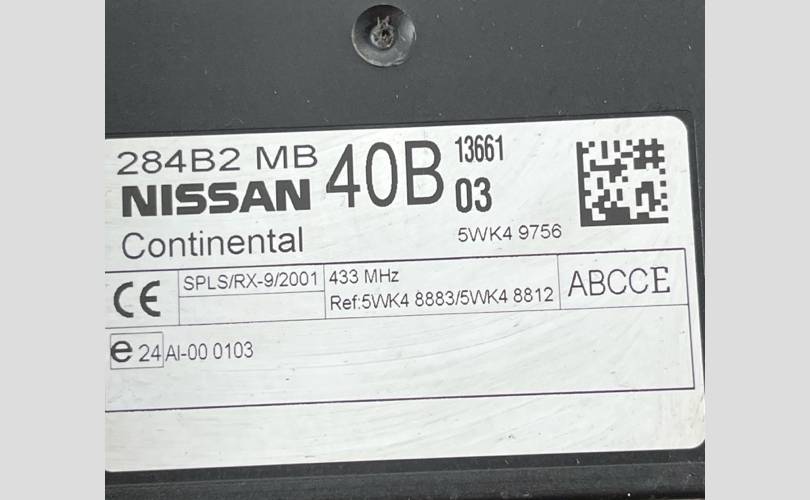 284B2 MB 40B 13661
NISSAN 03
Continental 5WK4 9756
CE SPLS/RX-9/2001 433 MHz ABCCE
Ref:5WK4 8883/5WK4 8812
e 24 AI-00 0103